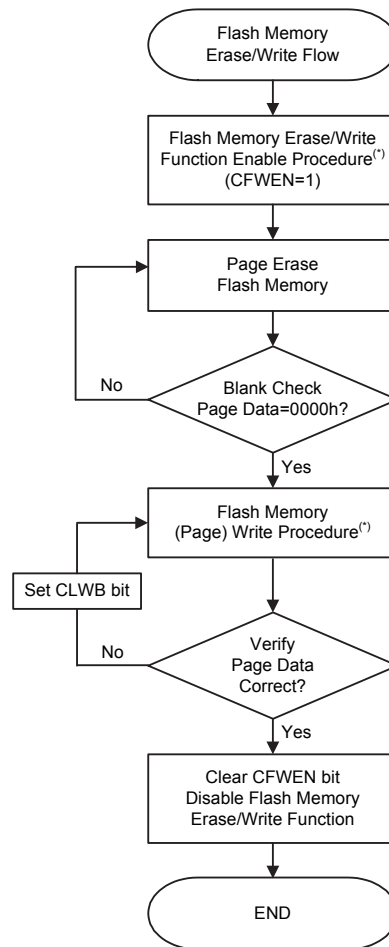 Flash Memory
Erase/Write Flow
Flash Memory Erase/Write
Function Enable Procedure(*)
(CFWEN=1)
Page Erase
Flash Memory
No
Blank Check
Page Data=0000h?
Yes
Flash Memory
(Page) Write Procedure(*)
Set CLWB bit
No
Verify
Page Data
Correct?
Yes
Clear CFWEN bit
Disable Flash Memory
Erase/Write Function
END